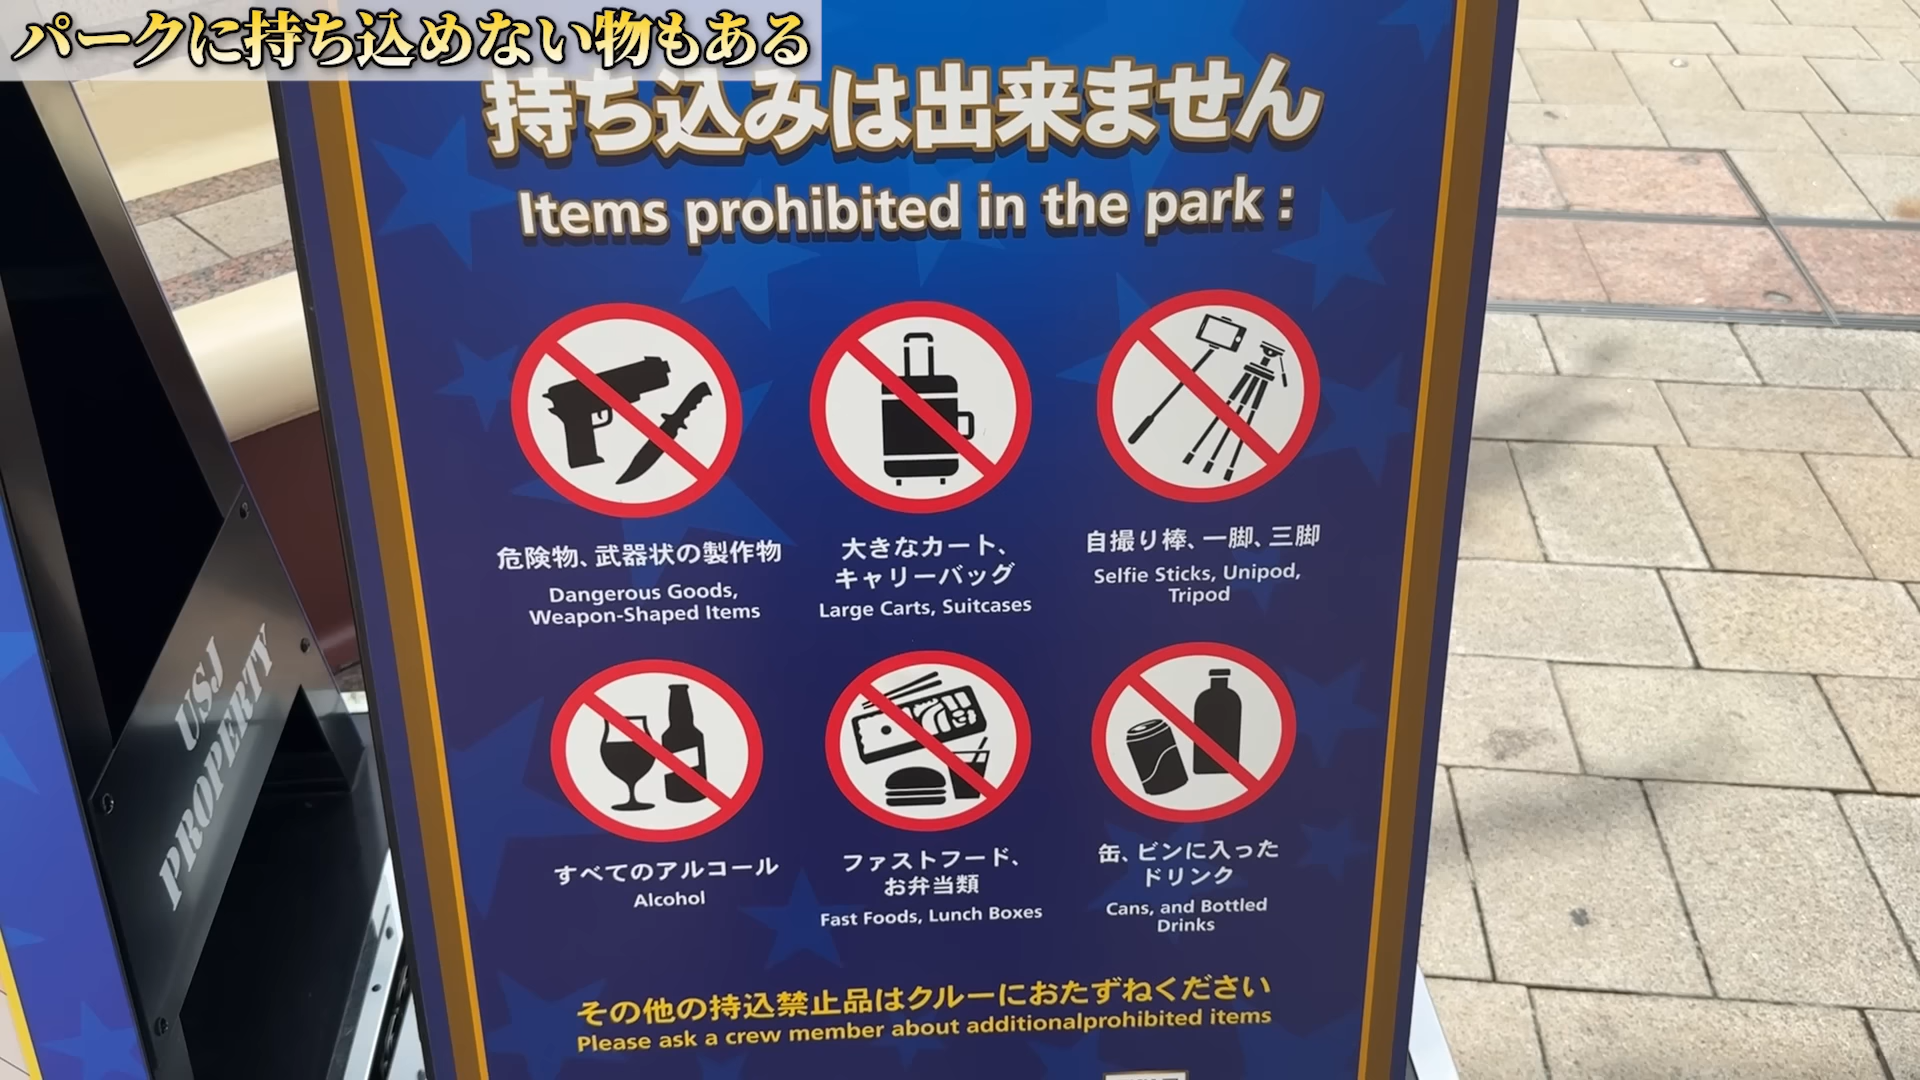 パークに持ち込めない物もある
持ち込みは出来ません
Items prohibited in the park :
危険物、武器状の製作物
Dangerous Goods,
Weapon-Shaped Items
大きなカート、
キャリーバッグ
Large Carts, Suitcases
自撮り棒、一脚、三脚
Selfie Sticks, Unipod,
Tripod
すべてのアルコール
Alcohol
ファストフード、
お弁当類
Fast Foods, Lunch Boxes
缶、ビンに入った
ドリンク
Cans, and Bottled
Drinks
その他の持込禁止品はクルーにおたずねください
Please ask a crew member about additionalprohibited items
USJ
PROPERTY